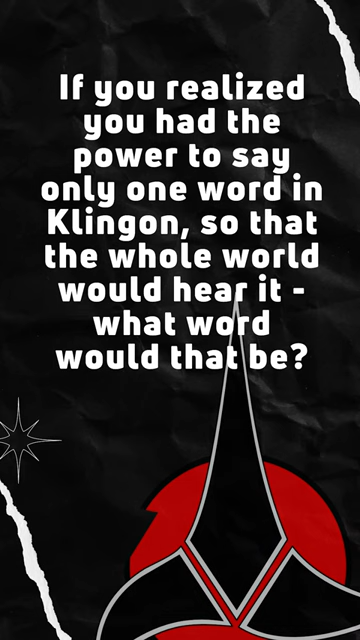 If you realized
you had the
power to say
only one word in
Klingon, so that
the whole world
would hear it -
what word
would that be?